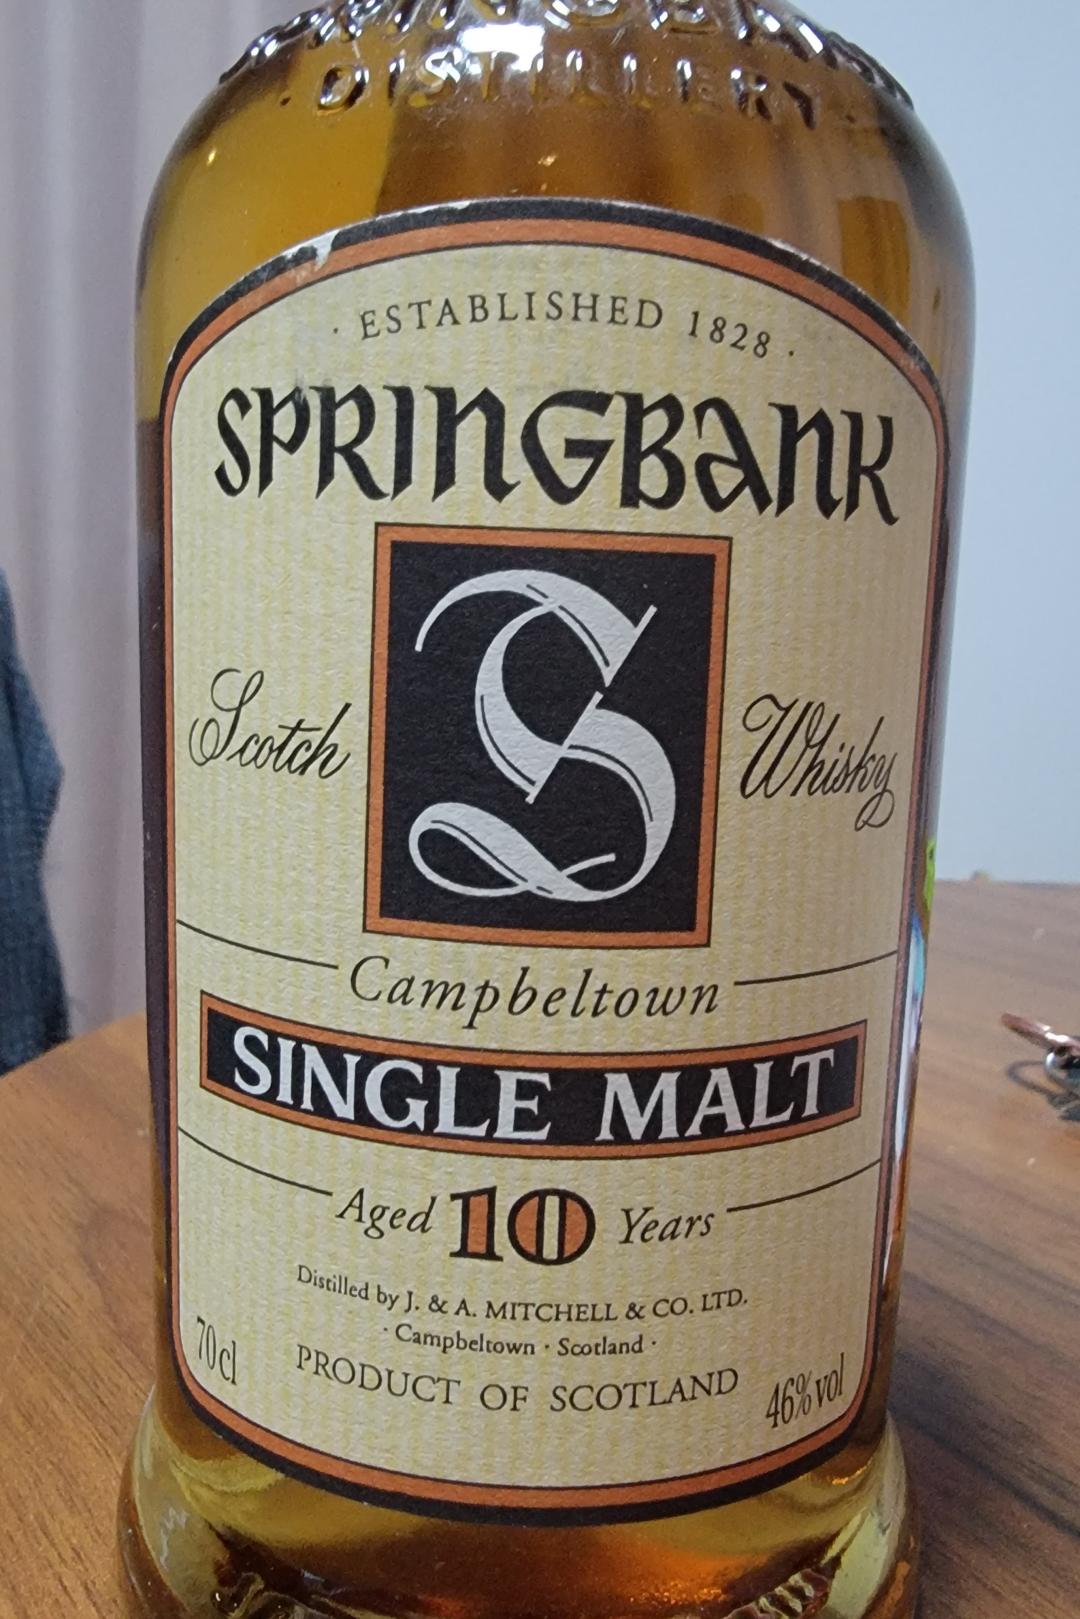 DISTILLERY
· ESTABLISHED 1828 ·
SPRINGBANK
S
Scotch Whisky
Campbeltown
SINGLE MALT
Aged 10 Years
Distilled by J. & A. MITCHELL & CO. LTD.
· Campbeltown · Scotland ·
70cl PRODUCT OF SCOTLAND 46% vol